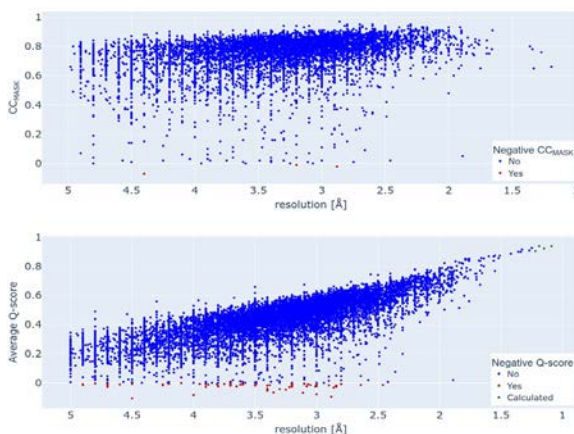 1
0.8
0.6
0.4
0.2
0
CC_MASK
5
4.5
4
3.5
3
2.5
2
1.5
1
resolution [Å]
Negative CC_MASK
No
Yes
1
0.8
0.6
0.4
0.2
0
Average Q-score
5
4.5
4
3.5
3
2.5
2
1.5
1
resolution [Å]
Negative Q-score
No
Yes
Calculated